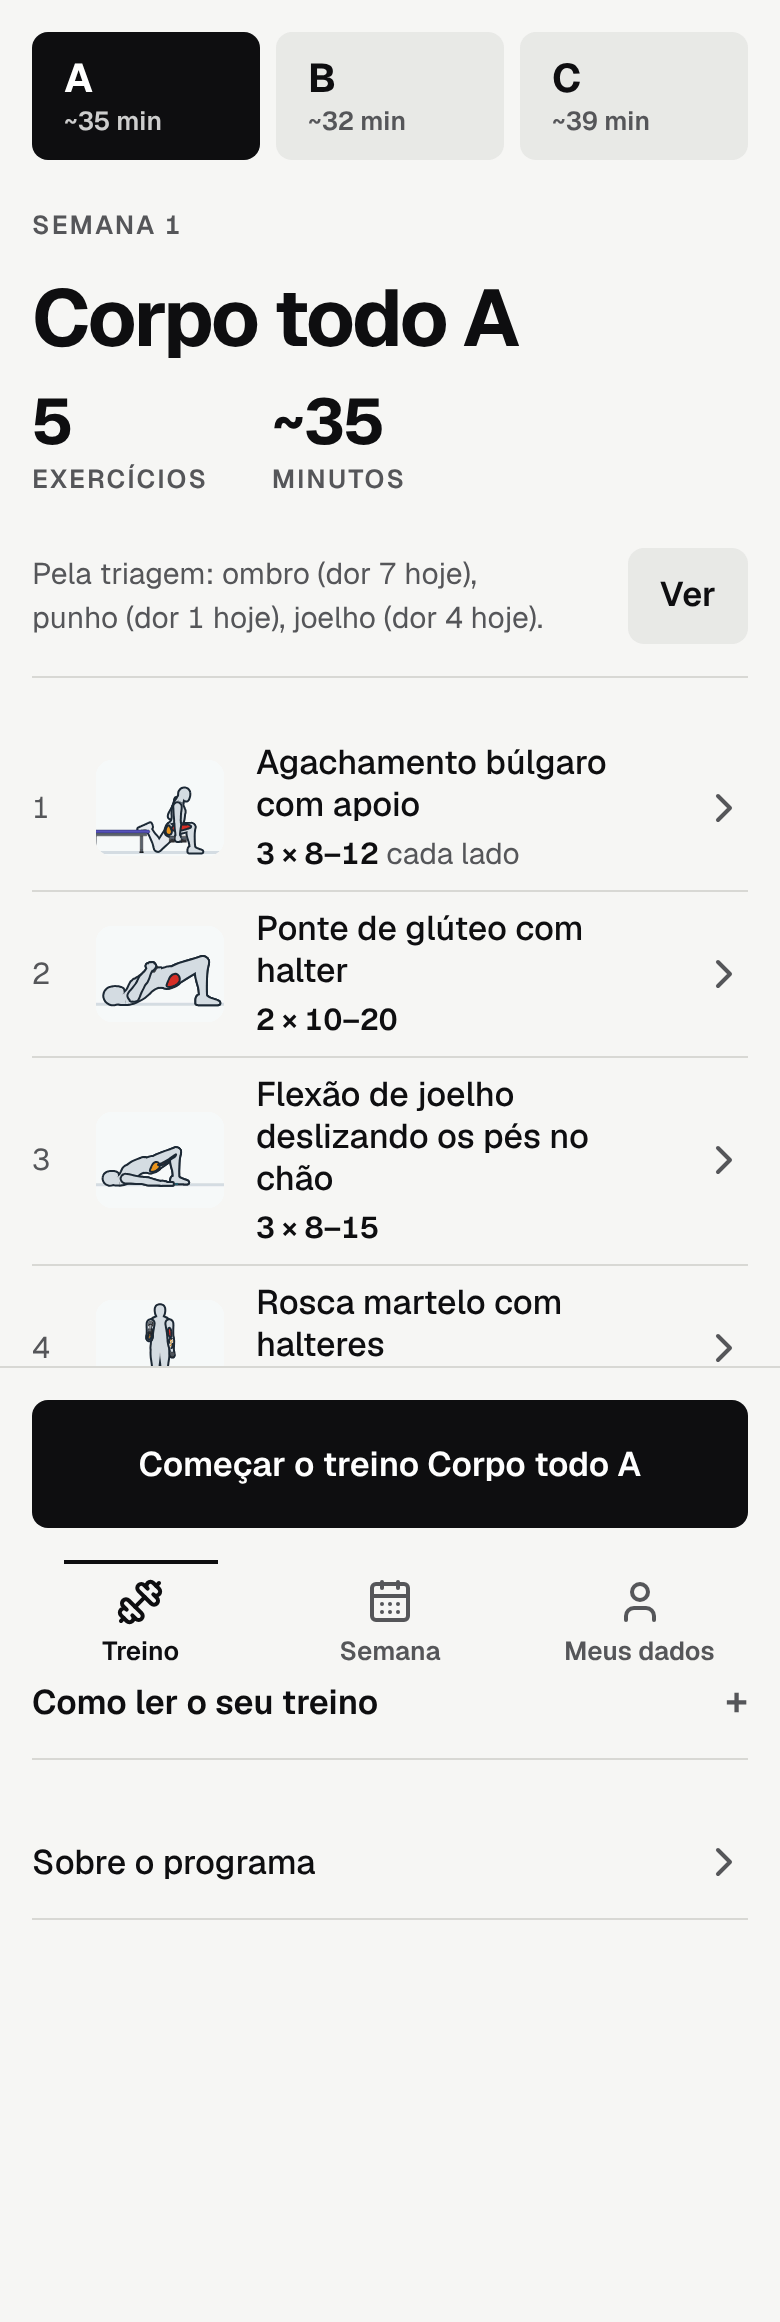 A
~35 min
B
~32 min
C
~39 min
SEMANA 1
Corpo todo A
5
EXERCÍCIOS
~35
MINUTOS
Pela triagem: ombro (dor 7 hoje),
punho (dor 1 hoje), joelho (dor 4 hoje).
Ver
1
Agachamento búlgaro
com apoio
3 × 8–12 cada lado
2
Ponte de glúteo com
halter
2 × 10–20
3
Flexão de joelho
deslizando os pés no
chão
3 × 8–15
4
Rosca martelo com
halteres
Começar o treino Corpo todo A
Treino
Semana
Meus dados
Como ler o seu treino
+
Sobre o programa